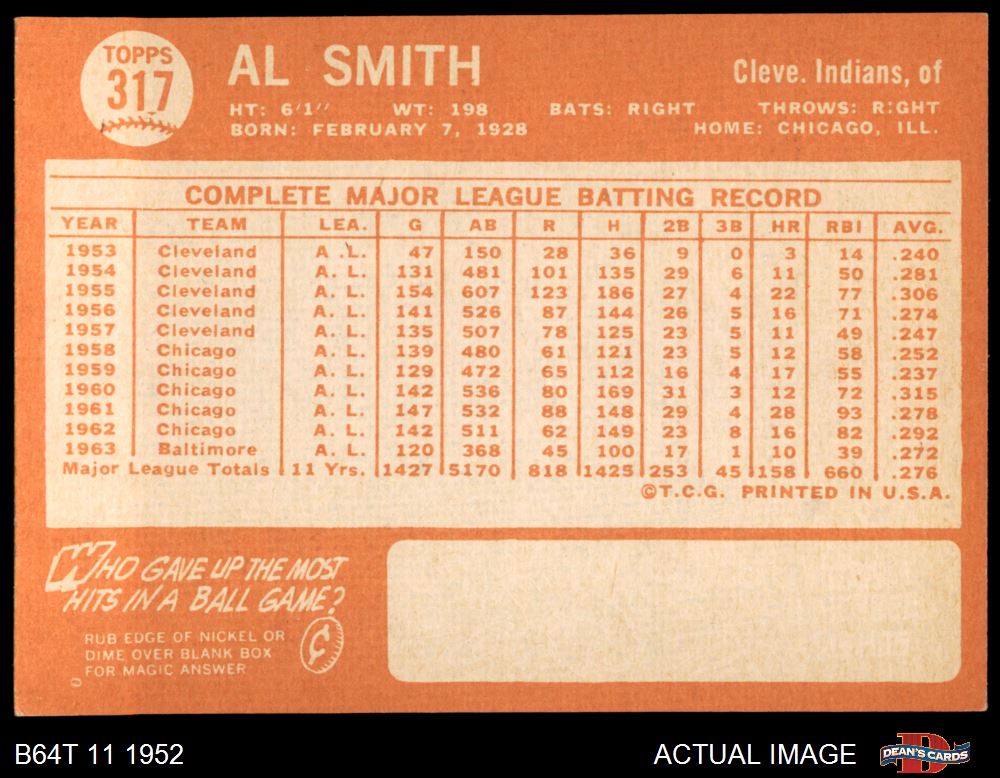 TOPPS
317
AL SMITH
Cleve. Indians, of
HT: 6'1" WT: 198 BATS: RIGHT THROWS: RIGHT
BORN: FEBRUARY 7, 1928 HOME: CHICAGO, ILL.
COMPLETE MAJOR LEAGUE BATTING RECORD
YEAR TEAM LEA. G AB R H 2B 3B HR RBI AVG.
1953 Cleveland A. L. 47 150 28 36 9 0 3 14 .240
1954 Cleveland A. L. 131 481 101 135 29 6 11 50 .281
1955 Cleveland A. L. 154 607 123 186 27 4 22 77 .306
1956 Cleveland A. L. 141 526 87 144 26 5 16 71 .274
1957 Cleveland A. L. 135 507 78 125 23 5 11 49 .247
1958 Chicago A. L. 139 480 61 121 23 5 12 58 .252
1959 Chicago A. L. 129 472 65 112 16 4 17 55 .237
1960 Chicago A. L. 142 536 80 169 31 3 12 72 .315
1961 Chicago A. L. 147 532 88 148 29 4 28 93 .278
1962 Chicago A. L. 142 511 62 149 23 8 16 82 .292
1963 Baltimore A. L. 120 368 45 100 17 1 10 39 .272
Major League Totals 11 Yrs. 1427 5170 818 1425 253 45 158 660 .276
©T.C.G. PRINTED IN U.S.A.
WHO GAVE UP THE MOST
HITS IN A BALL GAME?
RUB EDGE OF NICKEL OR
DIME OVER BLANK BOX
FOR MAGIC ANSWER
¢
B64T 11 1952 ACTUAL IMAGE DEAN'S CARDS